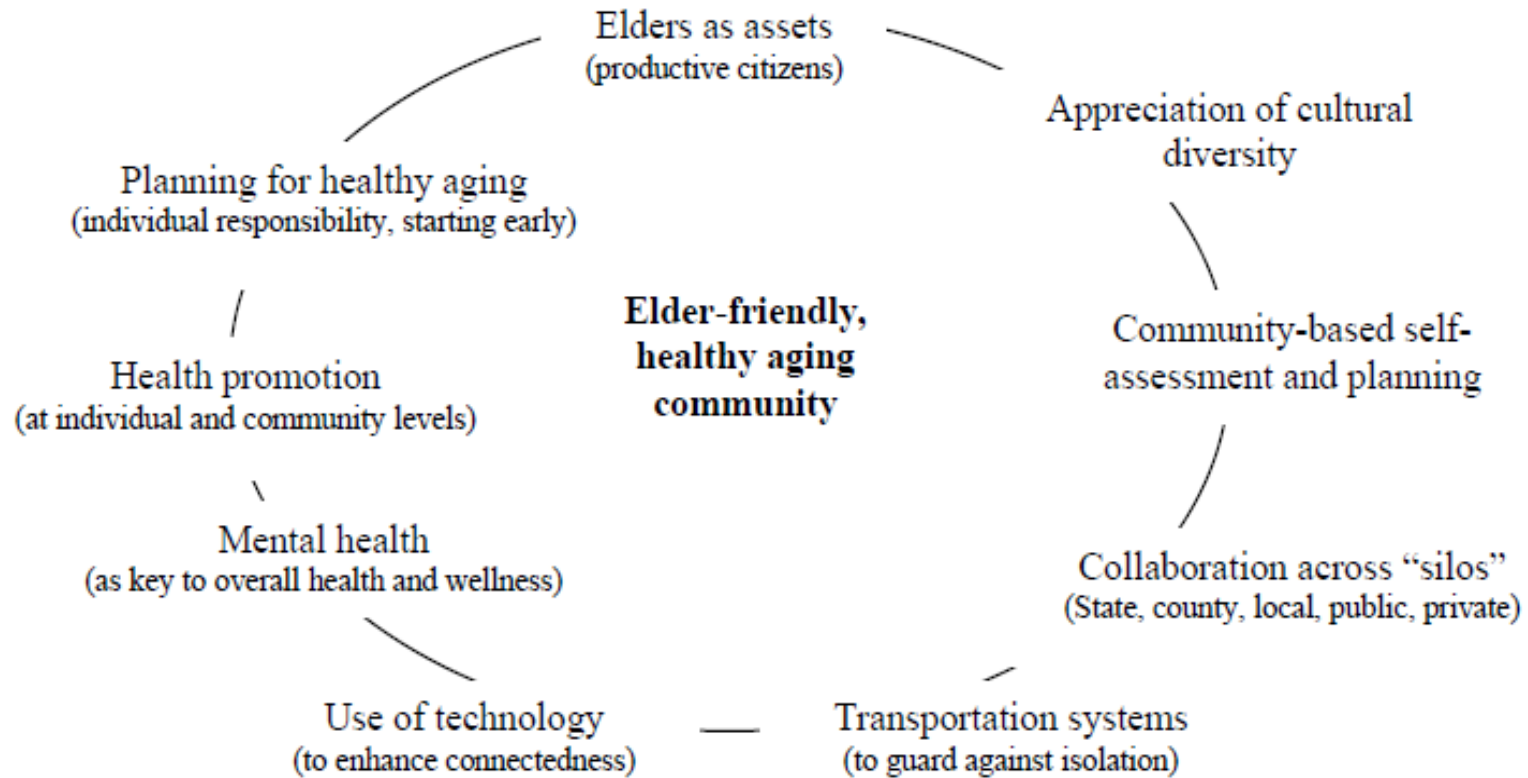 Elders as assets
(productive citizens)
Appreciation of cultural
diversity
Planning for healthy aging
(individual responsibility, starting early)
Elder-friendly,
healthy aging
community
Community-based self-
assessment and planning
Health promotion
(at individual and community levels)
Mental health
(as key to overall health and wellness)
Collaboration across “silos”
(State, county, local, public, private)
Use of technology
(to enhance connectedness)
Transportation systems
(to guard against isolation)